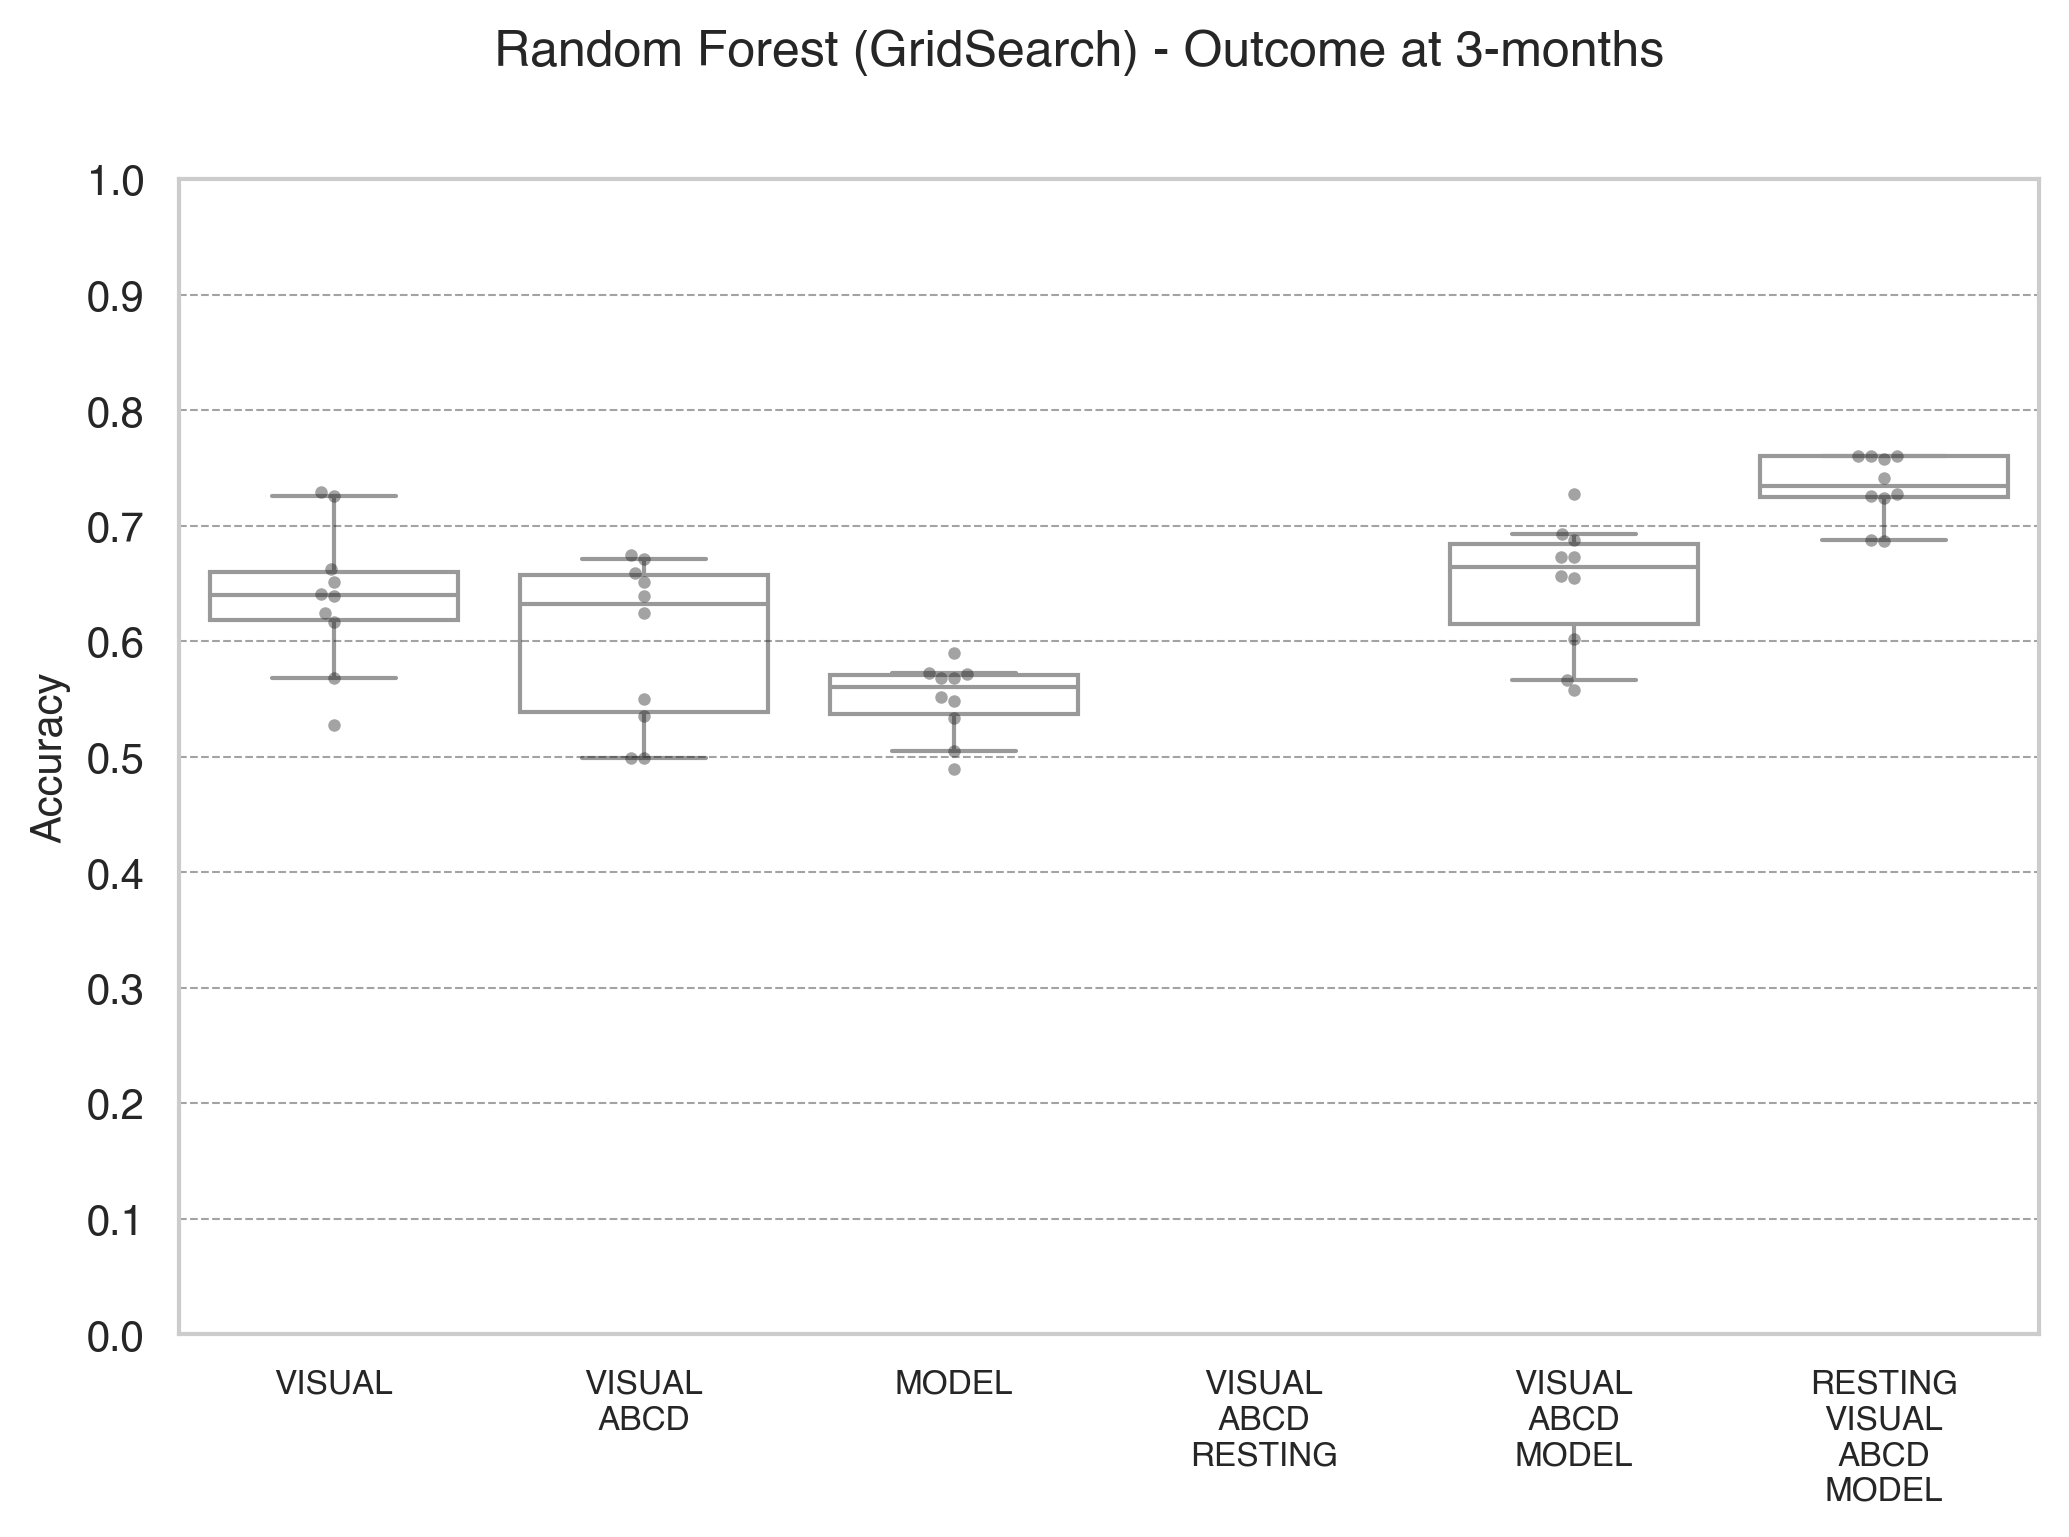 Random Forest (GridSearch) - Outcome at 3-months
1.0
0.9
0.8
0.7
0.6
0.5
0.4
0.3
0.2
0.1
0.0
Accuracy
VISUAL
VISUAL
ABCD
MODEL
VISUAL
ABCD
RESTING
VISUAL
ABCD
MODEL
RESTING
VISUAL
ABCD
MODEL